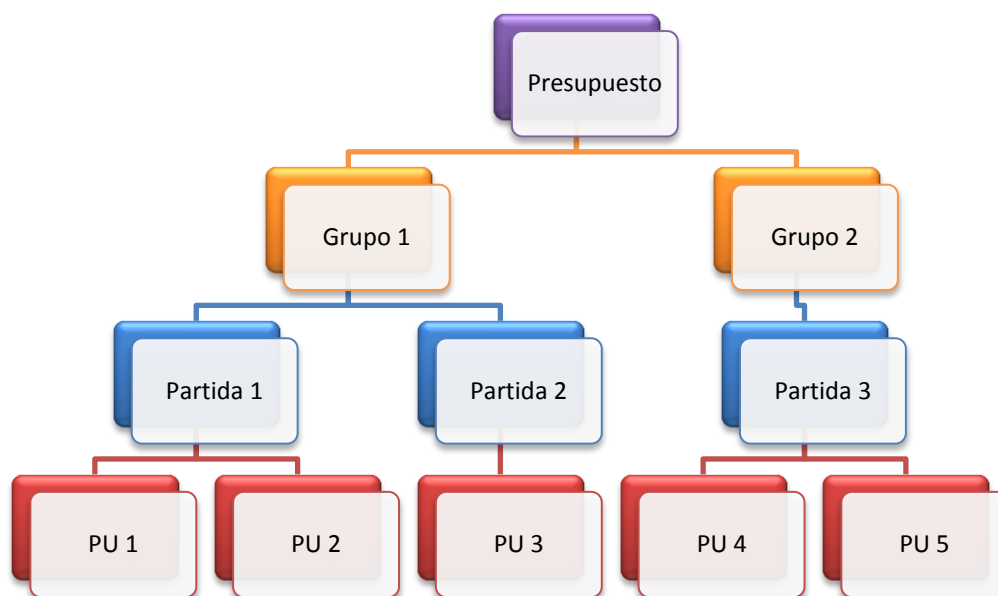 Presupuesto
Grupo 1
Grupo 2
Partida 1
Partida 2
Partida 3
PU 1
PU 2
PU 3
PU 4
PU 5